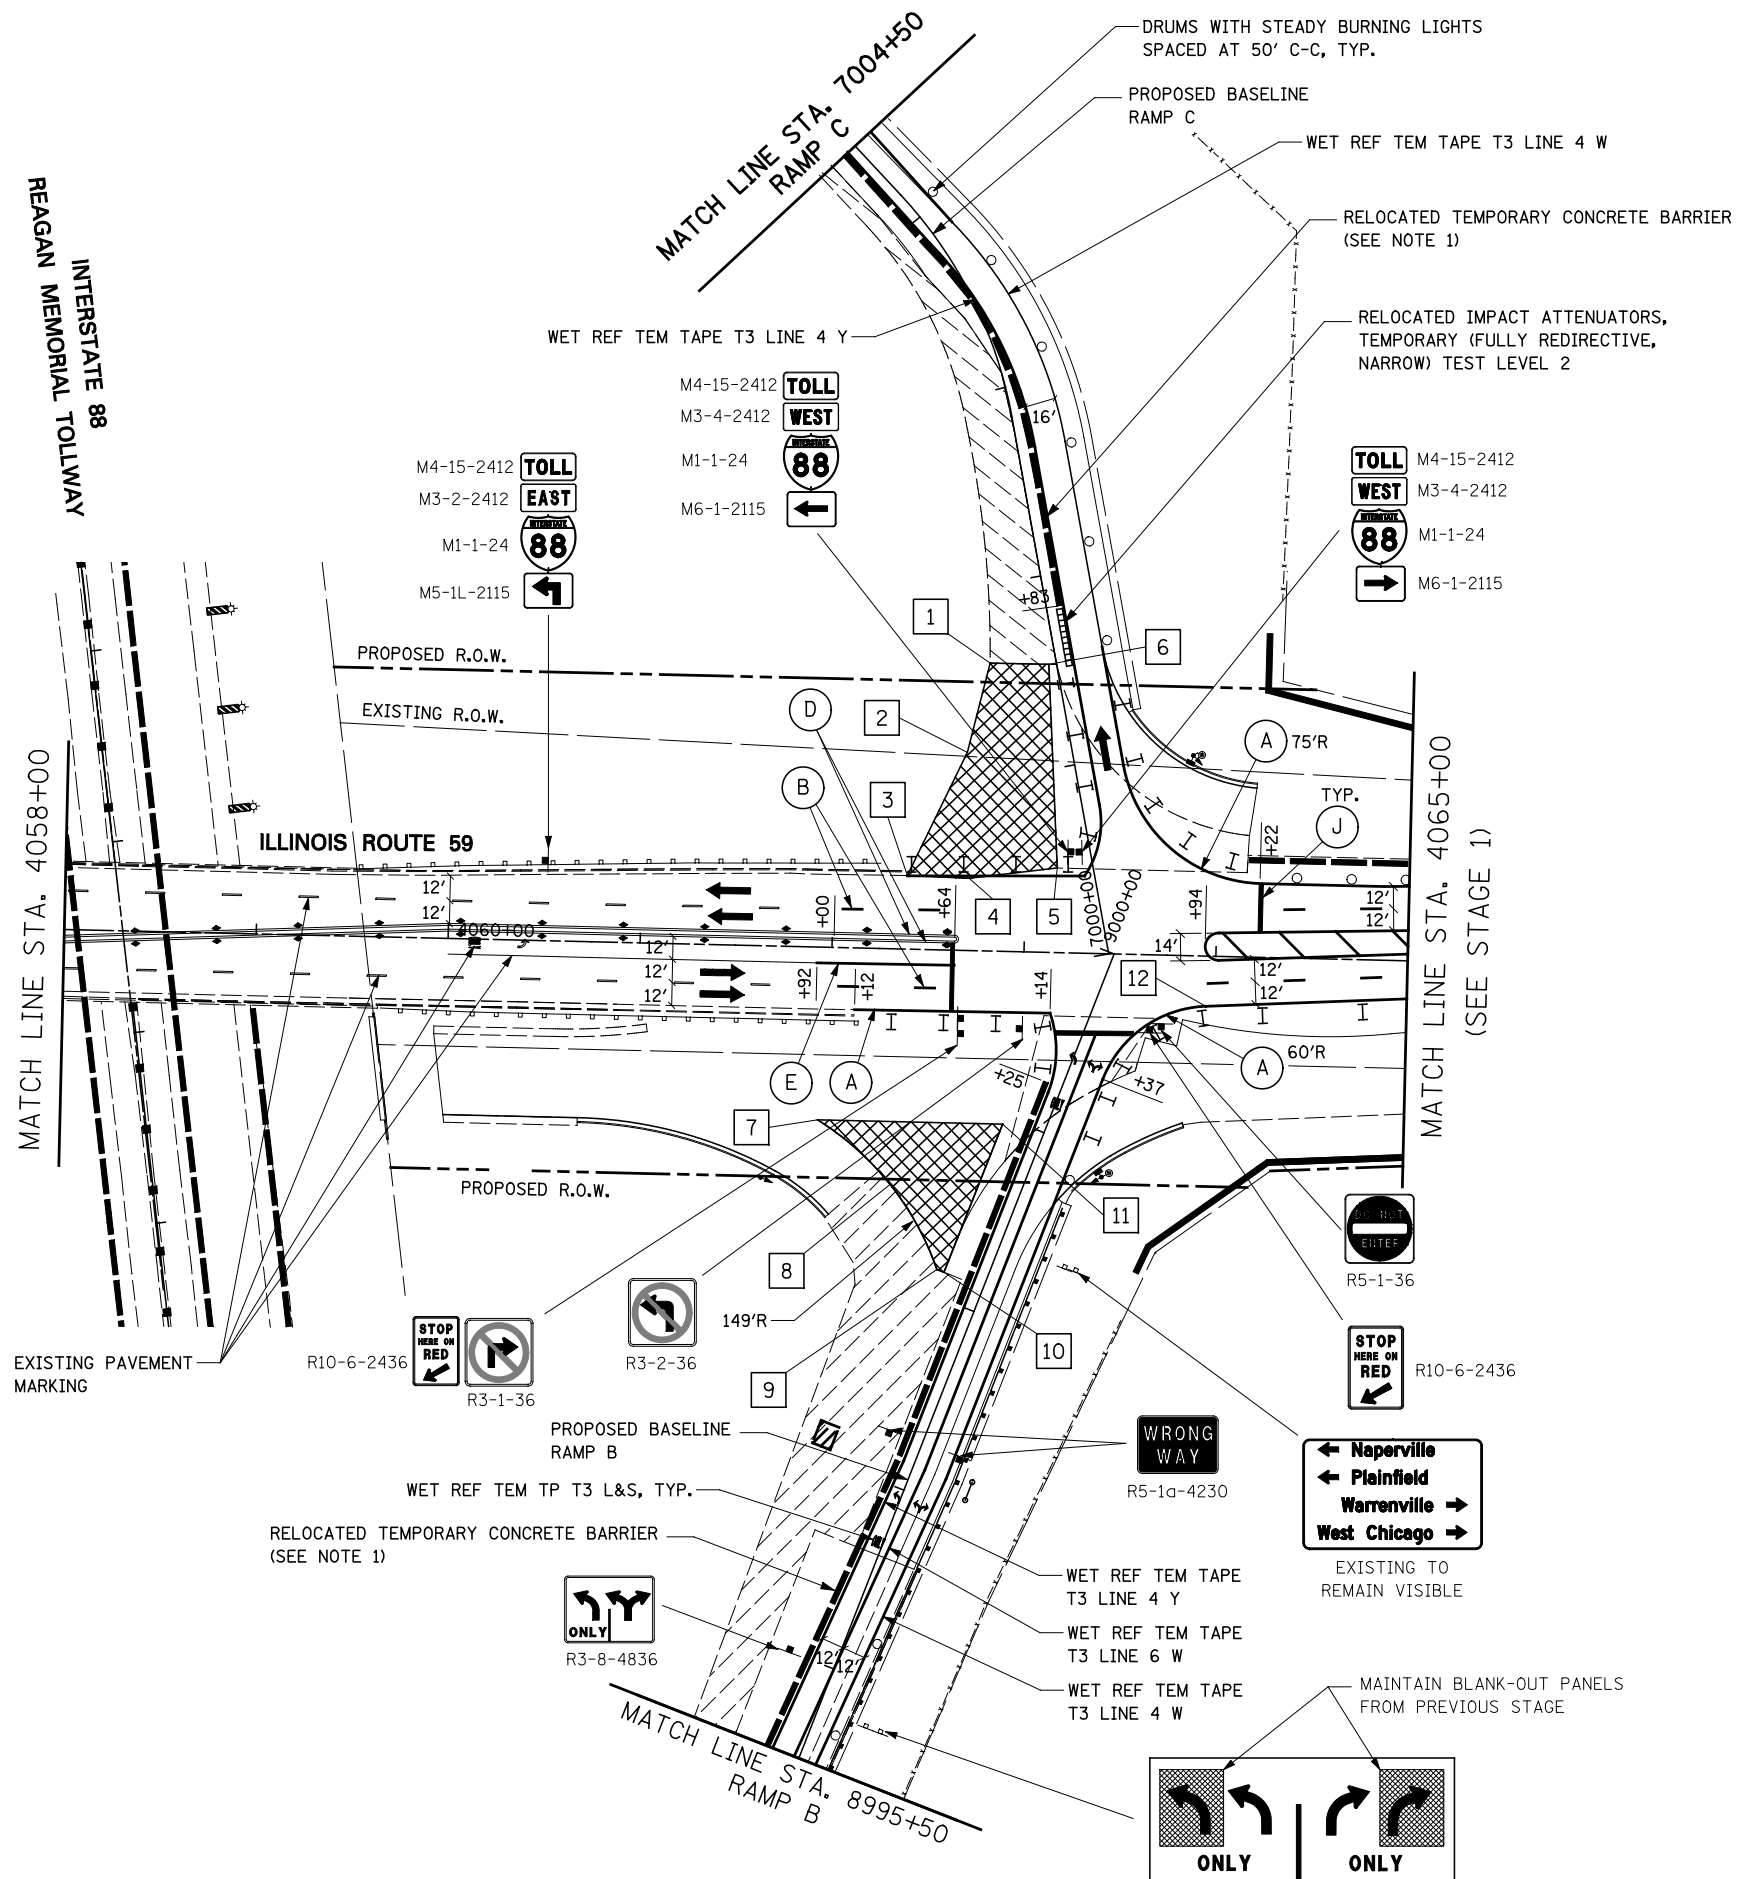 DRUMS WITH STEADY BURNING LIGHTS
SPACED AT 50' C-C, TYP.
PROPOSED BASELINE
RAMP C
WET REF TEM TAPE T3 LINE 4 W
MATCH LINE STA. 7004+50
RAMP C
RELOCATED TEMPORARY CONCRETE BARRIER
(SEE NOTE 1)
INTERSTATE 88
REAGAN MEMORIAL TOLLWAY
WET REF TEM TAPE T3 LINE 4 Y
RELOCATED IMPACT ATTENUATORS,
TEMPORARY (FULLY REDIRECTIVE,
NARROW) TEST LEVEL 2
M4-15-2412 TOLL
M3-4-2412 WEST
M1-1-24 INTERSTATE 88
M6-1-2115
16'
M4-15-2412 TOLL
M3-2-2412 EAST
M1-1-24 INTERSTATE 88
M5-1L-2115
TOLL M4-15-2412
WEST M3-4-2412
INTERSTATE 88 M1-1-24
M6-1-2115
+83
1
6
PROPOSED R.O.W.
EXISTING R.O.W.
D
2
A 75'R
B
3
TYP.
J
MATCH LINE STA. 4058+00
MATCH LINE STA. 4065+00
(SEE STAGE 1)
ILLINOIS ROUTE 59
+22
12'
12'
+00
+64
4
5
7000+00
9000+00
+94
12'
12'
4060+00
12'
12'
12'
+92
+12
+14
12
14'
12'
12'
E
A
+25
+37
A 60'R
7
PROPOSED R.O.W.
11
8
149'R
10
9
DO NOT
ENTER
R5-1-36
EXISTING PAVEMENT
MARKING
R10-6-2436
STOP
HERE ON
RED
R3-1-36
R3-2-36
STOP
HERE ON
RED
R10-6-2436
PROPOSED BASELINE
RAMP B
WRONG
WAY
R5-1a-4230
Naperville
Plainfield
Warrenville
West Chicago
EXISTING TO
REMAIN VISIBLE
WET REF TEM TP T3 L&S, TYP.
RELOCATED TEMPORARY CONCRETE BARRIER
(SEE NOTE 1)
ONLY
R3-8-4836
12'
12'
WET REF TEM TAPE
T3 LINE 4 Y
WET REF TEM TAPE
T3 LINE 6 W
WET REF TEM TAPE
T3 LINE 4 W
MATCH LINE STA. 8995+50
RAMP B
MAINTAIN BLANK-OUT PANELS
FROM PREVIOUS STAGE
ONLY
ONLY